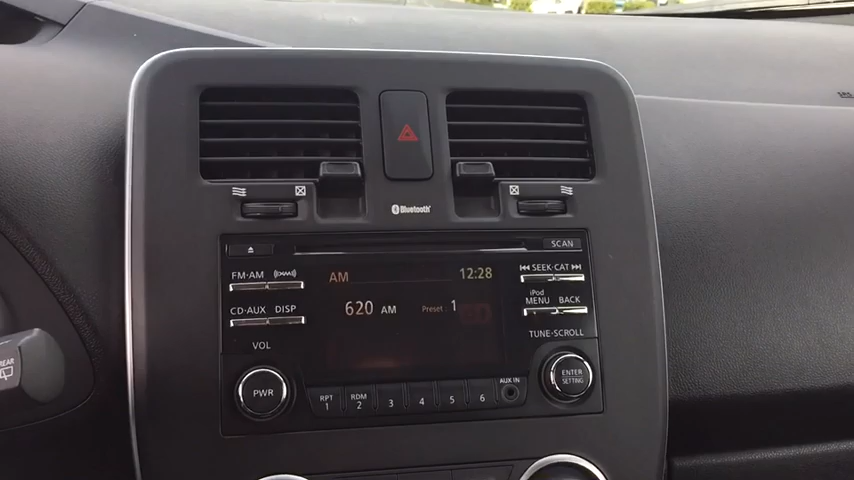 Bluetooth
SCAN
FM·AM
AM
12:28
SEEK·CAT
620 AM
Preset : 1
iPod
MENU
BACK
CD·AUX
DISP
VOL
TUNE·SCROLL
PWR
ENTER
SETTING
RPT
1
RDM
2
3
4
5
6
AUX IN
REAR